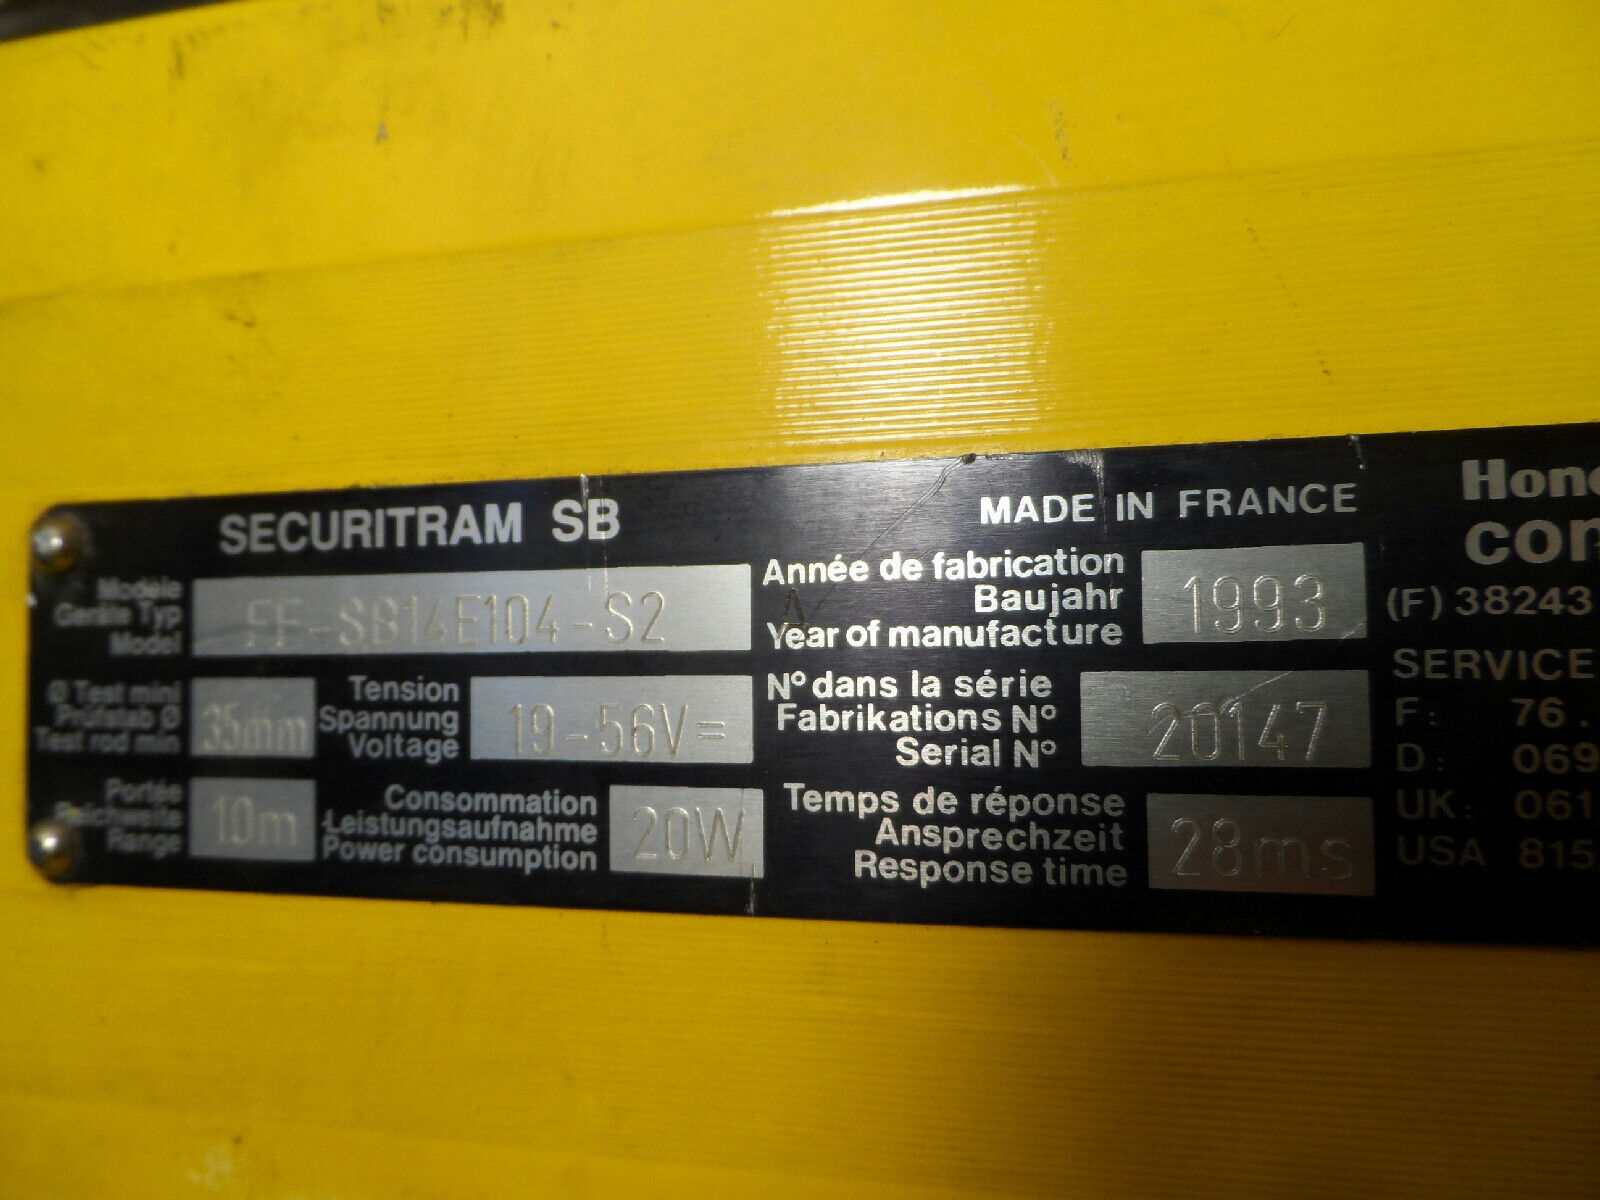 SECURITRAM SB
MADE IN FRANCE
Modèle
Geräte Typ
Model
FF-SB14E104-S2
Année de fabrication
Baujahr
Year of manufacture
1993
Ø Test mini
Prüfstab Ø
Test rod min
35mm
Tension
Spannung
Voltage
19-56V=
N° dans la série
Fabrikations N°
Serial N°
20147
Portée
Reichweite
Range
10m
Consommation
Leistungsaufnahme
Power consumption
20W
Temps de réponse
Ansprechzeit
Response time
28ms
Hone
con
(F) 38243
SERVICE
F: 76.
D: 069
UK: 061
USA 815